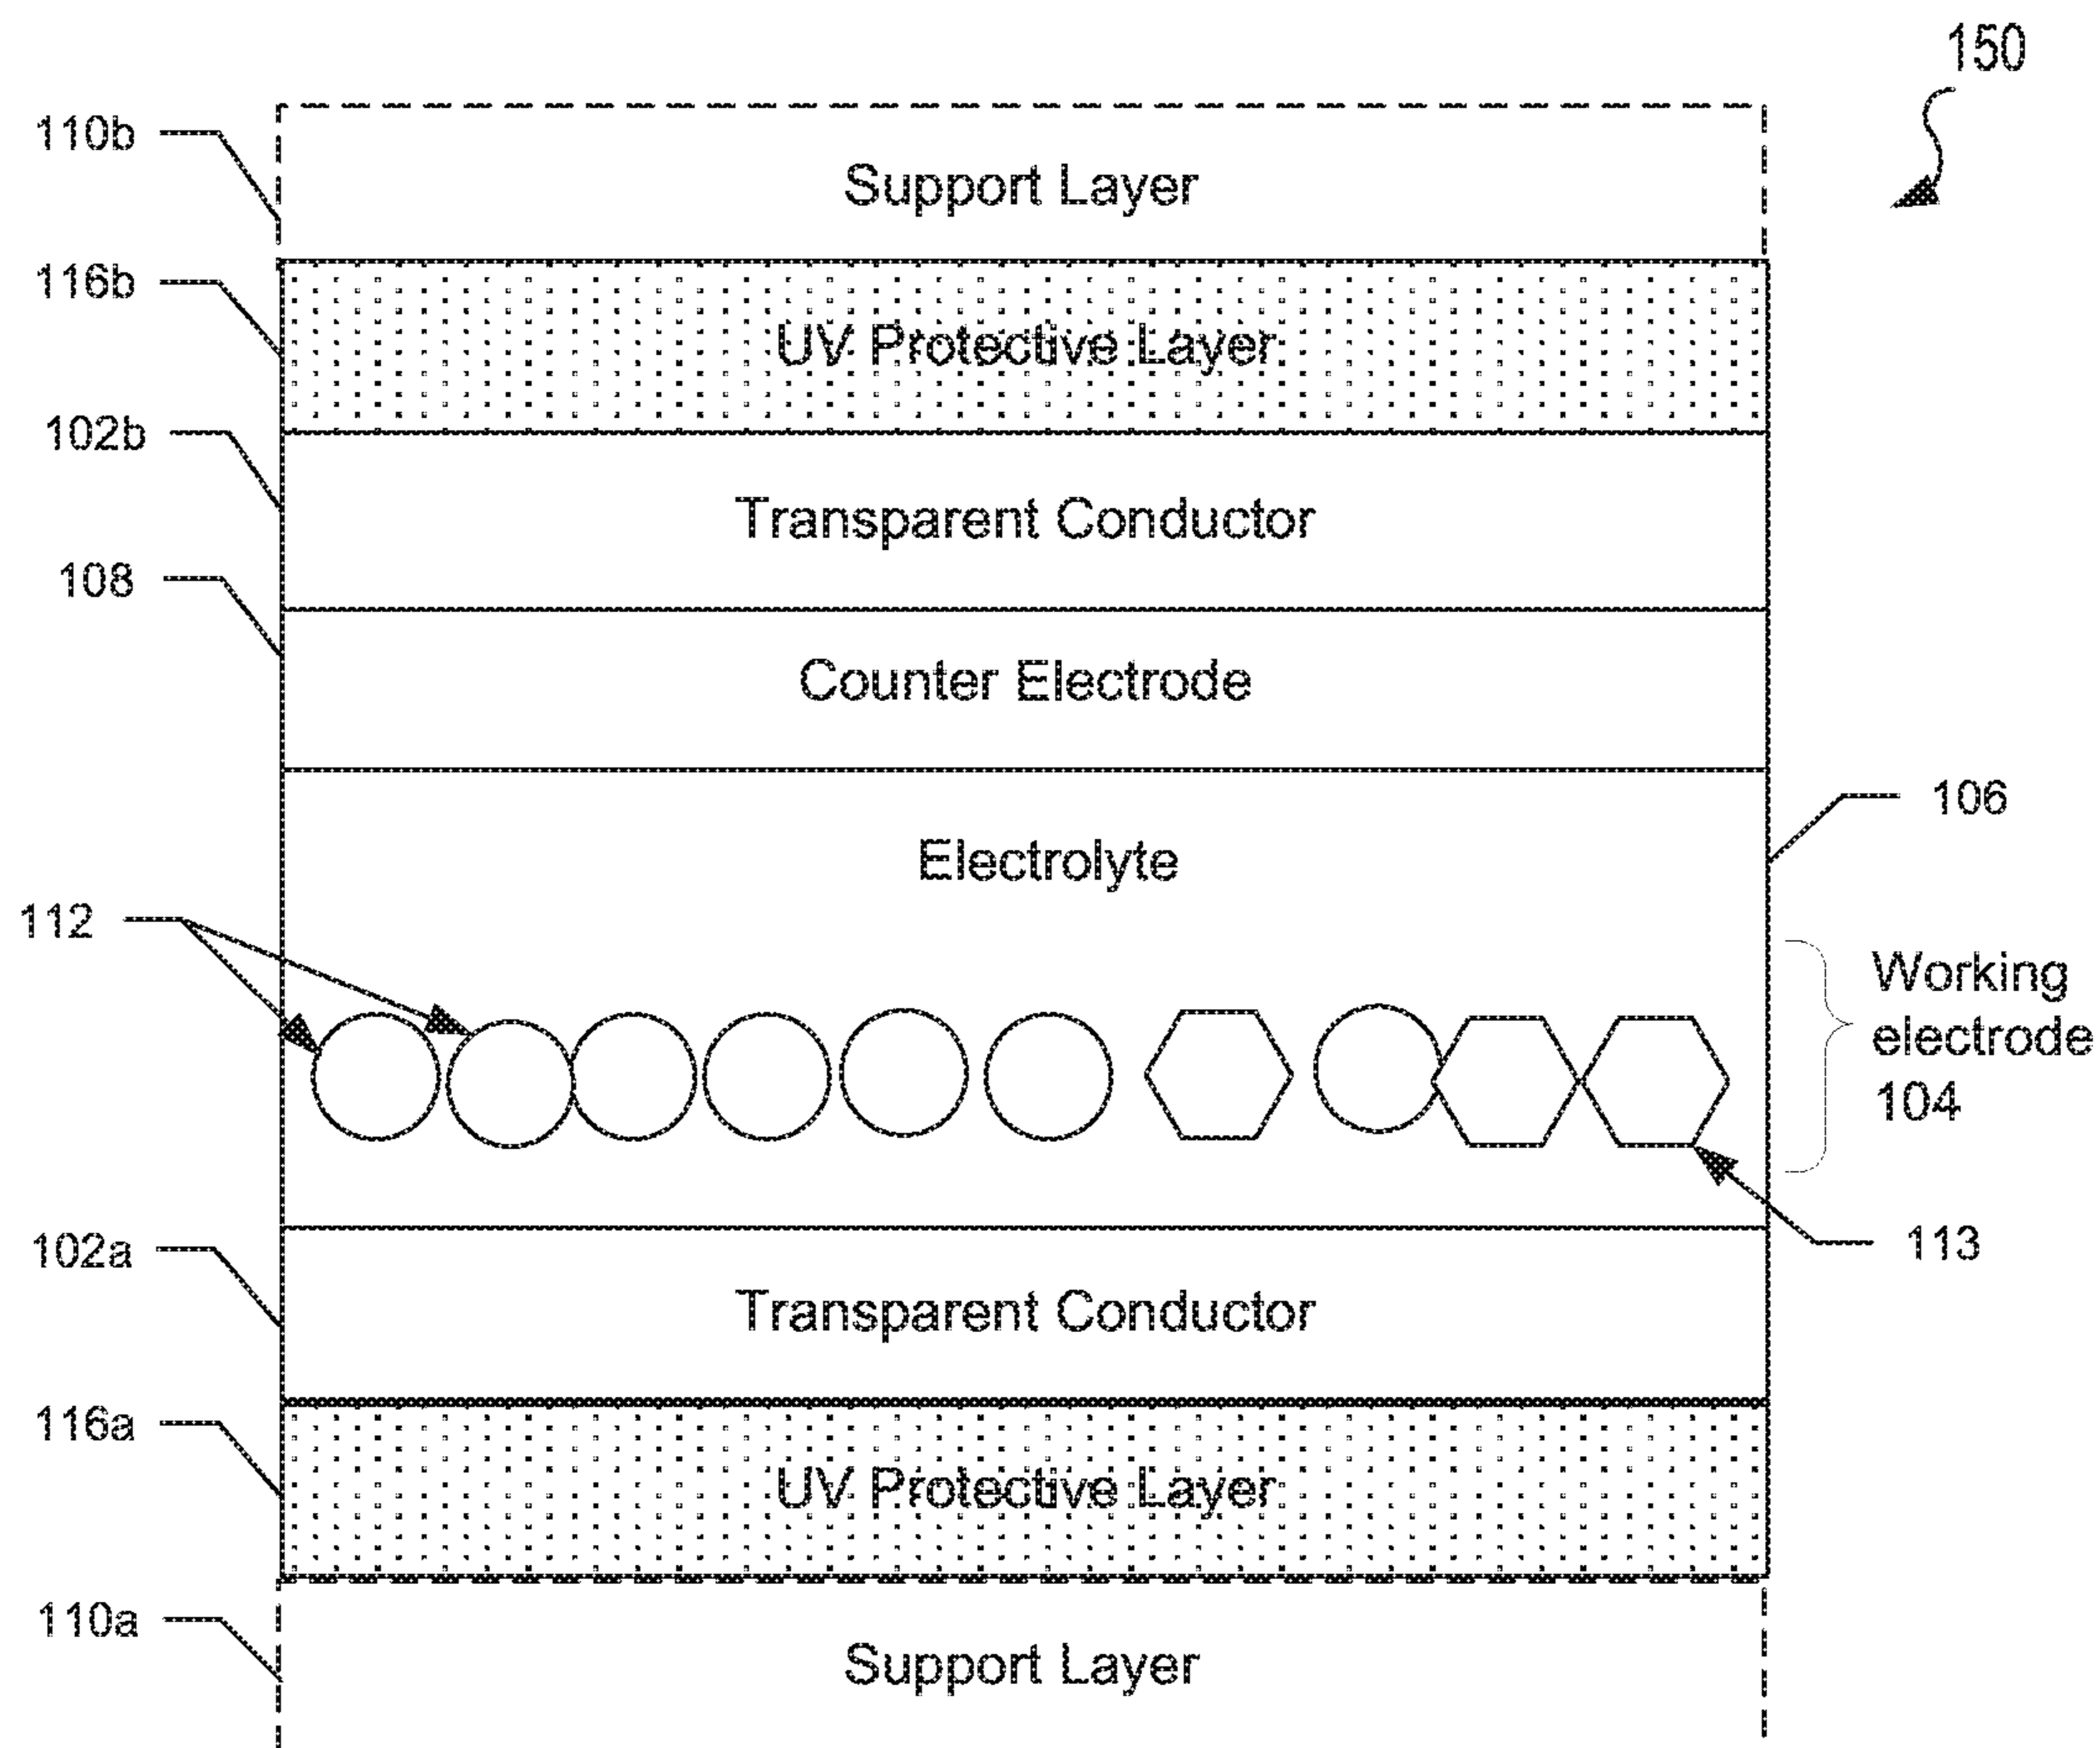 150
110b
Support Layer
116b
UV Protective Layer
102b
Transparent Conductor
108
Counter Electrode
106
Electrolyte
112
Working
electrode
104
102a
113
Transparent Conductor
116a
UV Protective Layer
110a
Support Layer